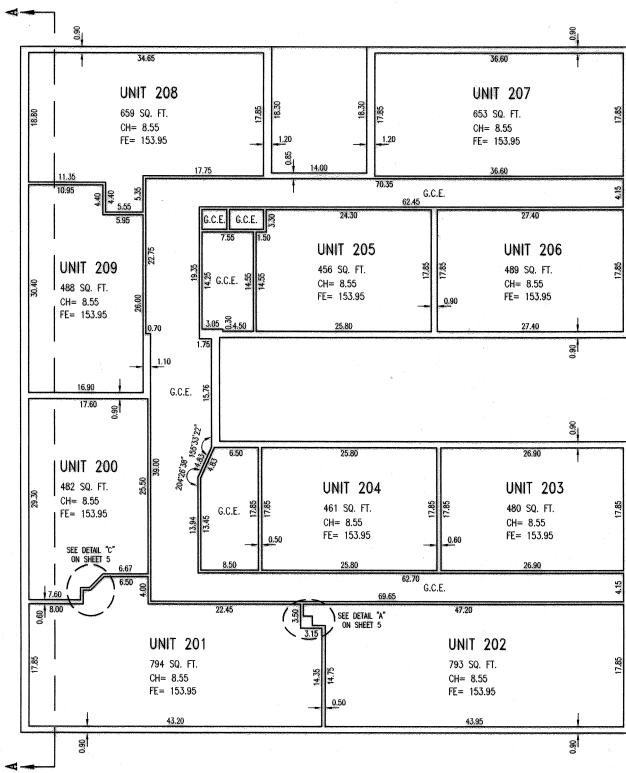 A
0.90
0.90
34.65
36.60
UNIT 208
659 SQ. FT.
CH= 8.55
FE= 153.95
18.80
17.85
18.30
18.30
17.85
UNIT 207
653 SQ. FT.
CH= 8.55
FE= 153.95
17.85
1.20
1.20
0.85
14.00
11.35
17.75
36.60
70.35
10.95
4.40
4.40
5.35
5.55
5.95
G.C.E.
4.15
62.45
G.C.E.
G.C.E.
3.30
24.30
27.40
7.55
1.50
UNIT 209
488 SQ. FT.
CH= 8.55
FE= 153.95
30.40
22.75
26.00
19.35
14.25
G.C.E.
14.55
14.55
UNIT 205
456 SQ. FT.
CH= 8.55
FE= 153.95
17.85
UNIT 206
489 SQ. FT.
CH= 8.55
FE= 153.95
17.85
0.90
0.70
3.05
0.30
4.50
25.80
27.40
1.75
0.90
1.10
16.90
17.60
0.90
G.C.E.
15.76
0.90
155°33'22"
204°26'38"
4.83
4.83
6.50
25.80
26.90
UNIT 200
482 SQ. FT.
CH= 8.55
FE= 153.95
29.30
25.50
39.00
13.94
13.45
G.C.E.
17.85
17.85
UNIT 204
461 SQ. FT.
CH= 8.55
FE= 153.95
17.85
UNIT 203
480 SQ. FT.
CH= 8.55
FE= 153.95
17.85
0.50
0.60
SEE DETAIL "C"
ON SHEET 5
6.67
6.50
8.50
25.80
26.90
62.70
G.C.E.
4.15
4.00
69.65
7.60
8.00
0.60
22.45
47.20
3.50
3.15
SEE DETAIL "A"
ON SHEET 5
17.85
UNIT 201
794 SQ. FT.
CH= 8.55
FE= 153.95
14.35
14.75
UNIT 202
793 SQ. FT.
CH= 8.55
FE= 153.95
17.85
0.50
43.20
43.95
0.90
0.90
A